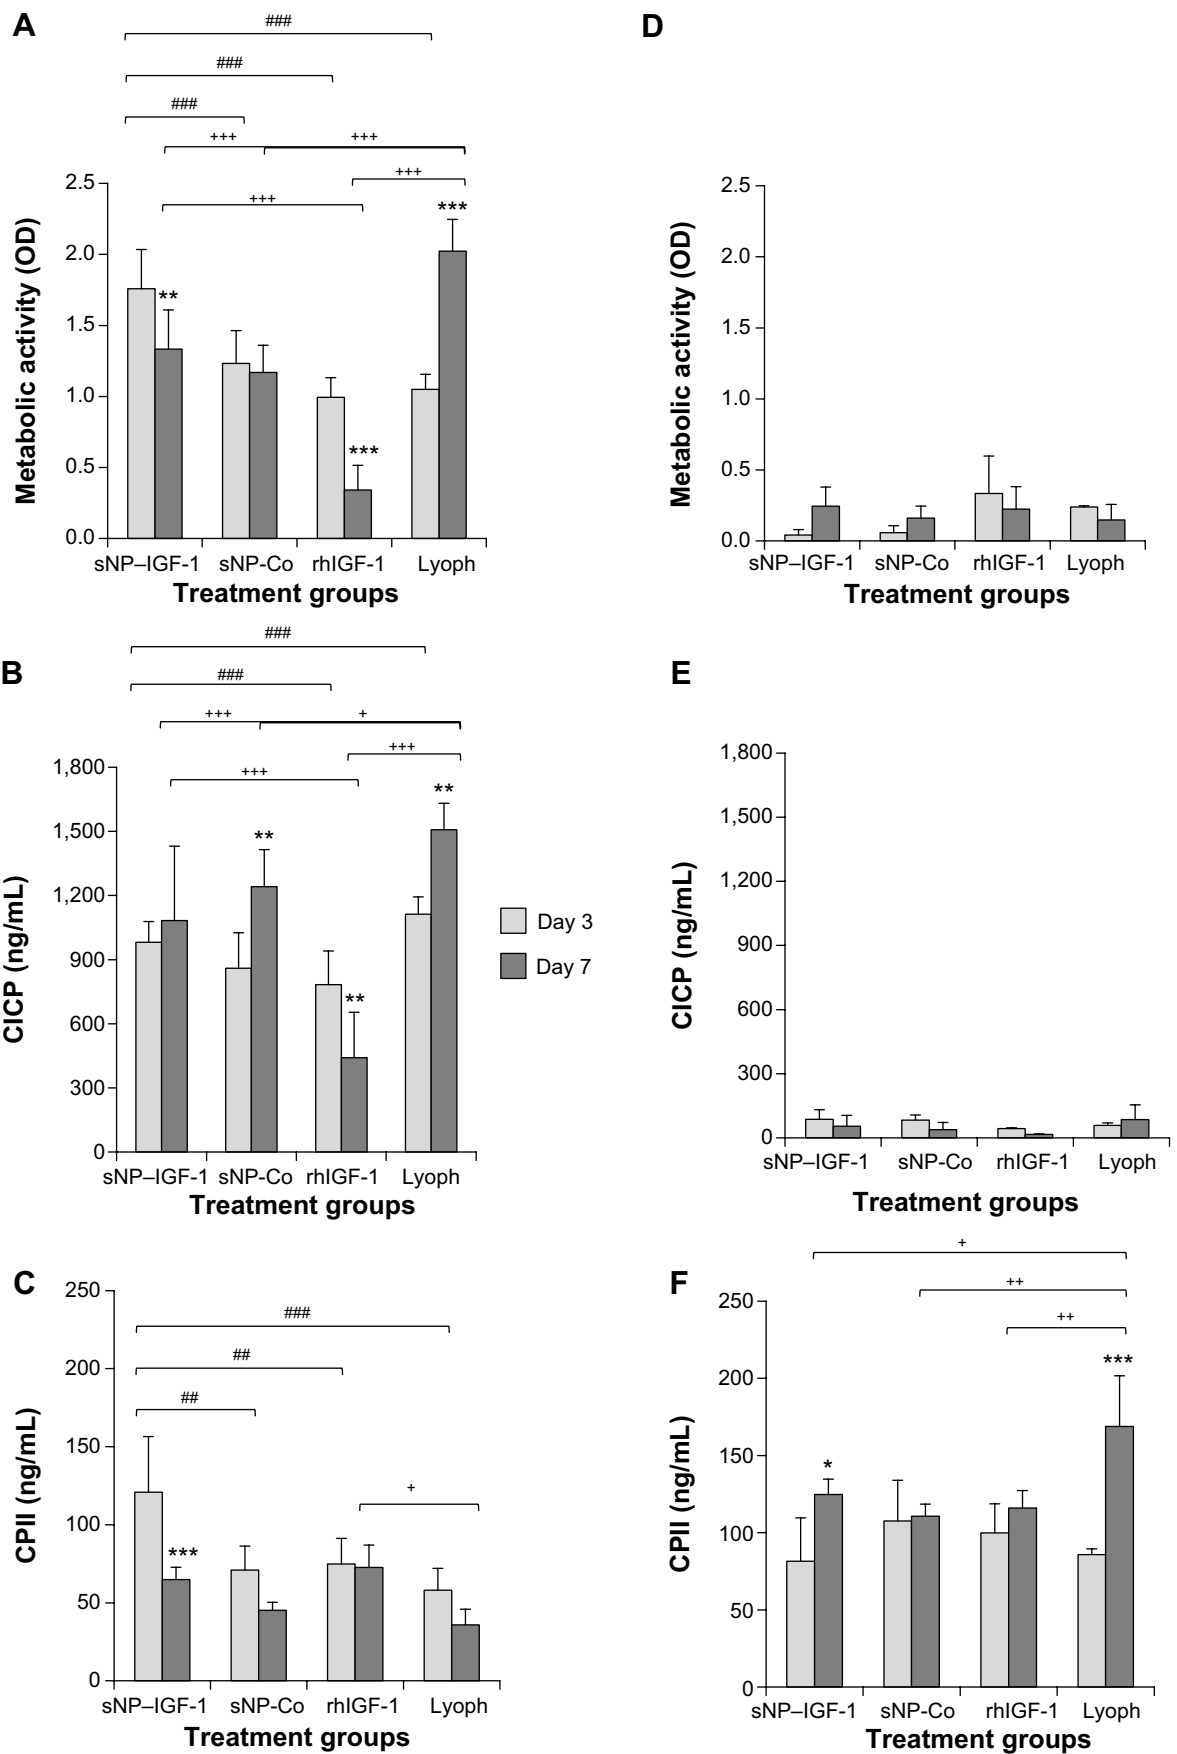 A
###
###
###
+++
+++
+++
+++
2.5
2.0
1.5
1.0
0.5
0.0
Metabolic activity (OD)
**
***
***
sNP–IGF-1
sNP-Co
rhIGF-1
Lyoph
Treatment groups
D
2.5
2.0
1.5
1.0
0.5
0.0
Metabolic activity (OD)
sNP–IGF-1
sNP-Co
rhIGF-1
Lyoph
Treatment groups
B
###
###
+++
+
+++
+++
1,800
1,500
1,200
900
600
300
0
CICP (ng/mL)
**
**
**
sNP–IGF-1
sNP-Co
rhIGF-1
Lyoph
Treatment groups
Day 3
Day 7
E
1,800
1,500
1,200
900
600
300
0
CICP (ng/mL)
sNP–IGF-1
sNP-Co
rhIGF-1
Lyoph
Treatment groups
C
###
##
##
+
250
200
150
100
50
0
CPII (ng/mL)
***
sNP–IGF-1
sNP-Co
rhIGF-1
Lyoph
Treatment groups
F
+
++
++
250
200
150
100
50
0
CPII (ng/mL)
*
***
sNP–IGF-1
sNP-Co
rhIGF-1
Lyoph
Treatment groups